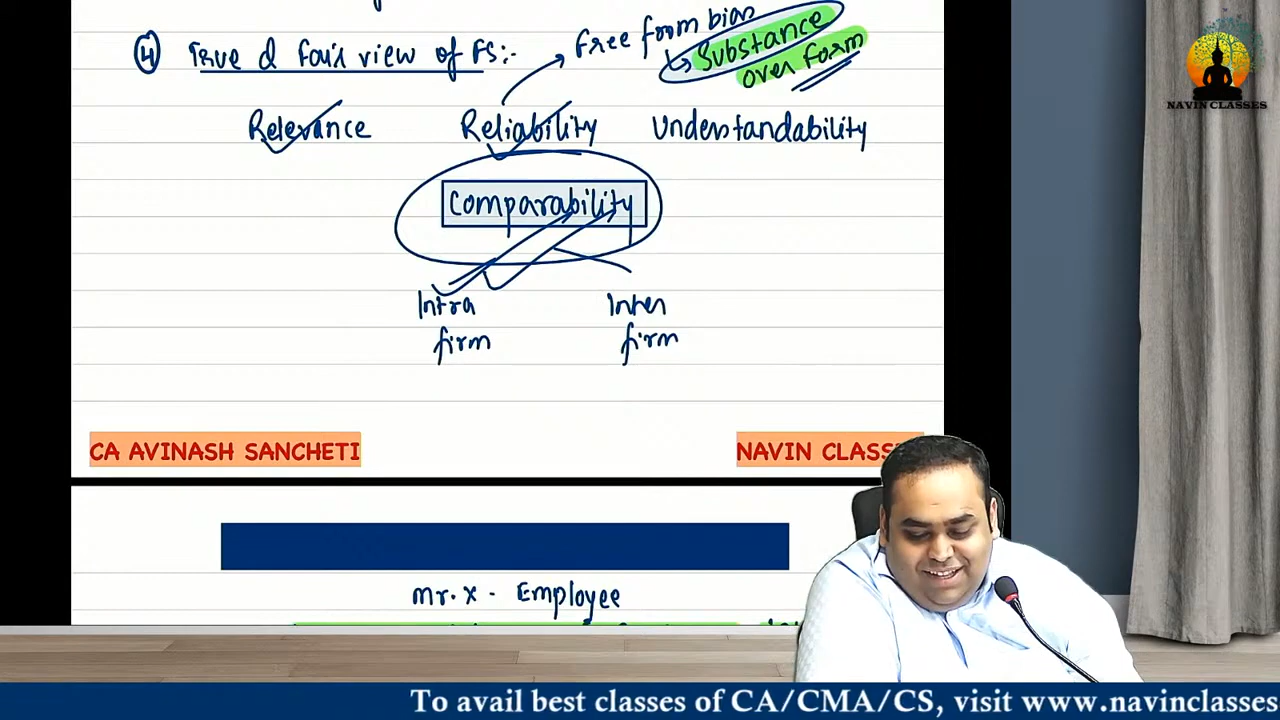 Free from bias
④ True & Fair view of FS:-
↳ Substance
over form
NAVIN CLASSES
Relevance Reliability Understandability
Comparability
Intra Inter
firm firm
CA AVINASH SANCHETI NAVIN CLASS
mr. x - Employee
To avail best classes of CA/CMA/CS, visit www.navinclasses